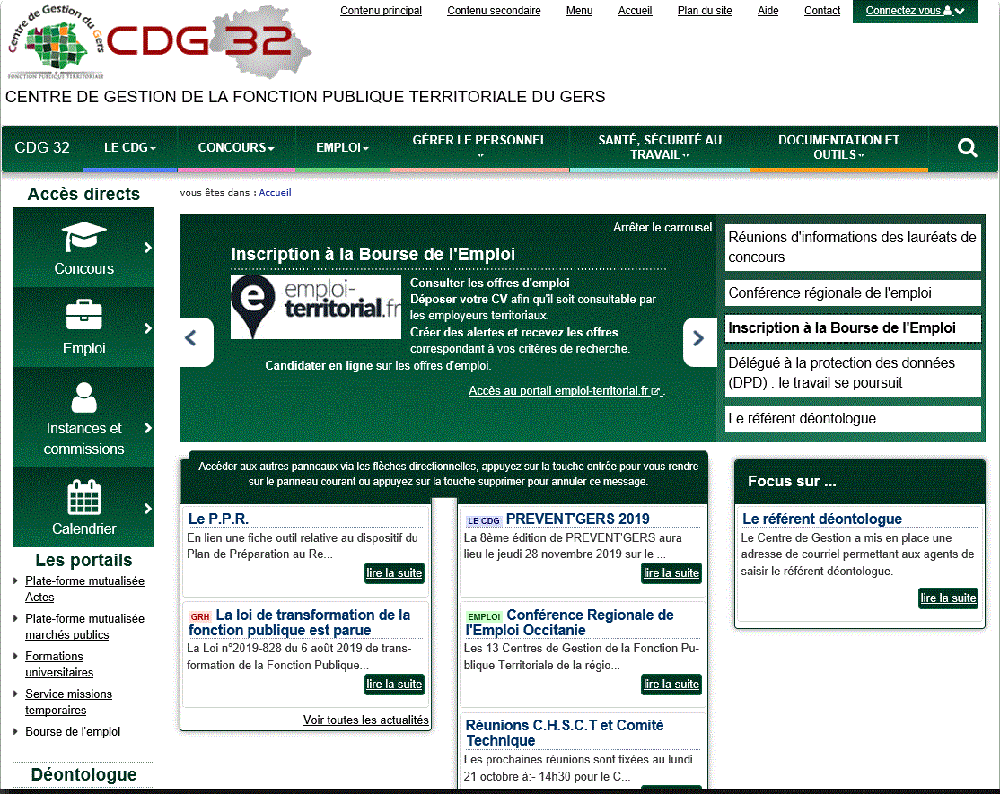 Contenu principal
Contenu secondaire
Menu
Accueil
Plan du site
Aide
Contact
Connectez vous
Centre de Gestion du Gers
FONCTION PUBLIQUE TERRITORIALE
CDG 32
CENTRE DE GESTION DE LA FONCTION PUBLIQUE TERRITORIALE DU GERS
CDG 32
LE CDG
CONCOURS
EMPLOI
GÉRER LE PERSONNEL
SANTÉ, SÉCURITÉ AU
TRAVAIL
DOCUMENTATION ET
OUTILS
Accès directs
Concours
Emploi
Instances et
commissions
Calendrier
Les portails
Plate-forme mutualisée
Actes
Plate-forme mutualisée
marchés publics
Formations
universitaires
Service missions
temporaires
Bourse de l'emploi
Déontologue
vous êtes dans : Accueil
Arrêter le carrousel
Inscription à la Bourse de l'Emploi
e
emploi-
territorial.fr
Consulter les offres d'emploi
Déposer votre CV afin qu'il soit consultable par
les employeurs territoriaux.
Créer des alertes et recevez les offres
correspondant à vos critères de recherche.
Candidater en ligne sur les offres d'emploi.
Accès au portail emploi-territorial.fr .
Réunions d'informations des lauréats de
concours
Conférence régionale de l'emploi
Inscription à la Bourse de l'Emploi
Délégué à la protection des données
(DPD) : le travail se poursuit
Le référent déontologue
Accéder aux autres panneaux via les flèches directionnelles, appuyez sur la touche entrée pour vous rendre
sur le panneau courant ou appuyez sur la touche supprimer pour annuler ce message.
Le P.P.R.
En lien une fiche outil relative au dispositif du
Plan de Préparation au Re...
lire la suite
GRH La loi de transformation de la
fonction publique est parue
La Loi n°2019-828 du 6 août 2019 de trans-
formation de la Fonction Publique...
lire la suite
Voir toutes les actualités
LE CDG PREVENT'GERS 2019
La 8ème édition de PREVENT'GERS aura
lieu le jeudi 28 novembre 2019 sur le ...
lire la suite
EMPLOI Conférence Regionale de
l'Emploi Occitanie
Les 13 Centres de Gestion de la Fonction Pu-
blique Territoriale de la régio...
lire la suite
Réunions C.H.S.C.T et Comité
Technique
Les prochaines réunions sont fixées au lundi
21 octobre à:- 14h30 pour le C...
Focus sur ...
Le référent déontologue
Le Centre de Gestion a mis en place une
adresse de courriel permettant aux agents de
saisir le référent déontologue.
lire la suite